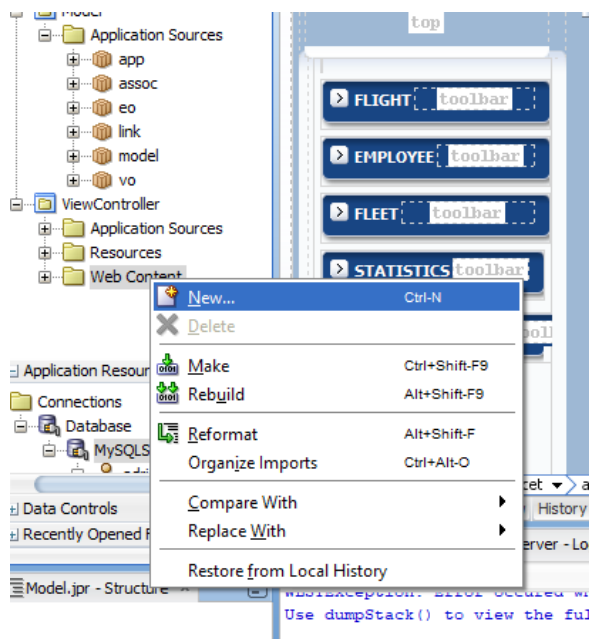 Model
Application Sources
app
assoc
eo
link
model
vo
ViewController
Application Sources
Resources
Web Content
top
FLIGHT toolbar
EMPLOYEE toolbar
FLEET toolbar
STATISTICS toolbar
New... Ctrl-N
Delete
Make Ctrl+Shift-F9
Rebuild Alt+Shift-F9
Reformat Alt+Shift-F
Organize Imports Ctrl+Alt-O
Compare With
Replace With
Restore from Local History
Application Resour
Connections
Database
MySQLS
Data Controls
Recently Opened F
History
erver - Lo
Model.jpr - Structure
Use dumpStack() to view the ful